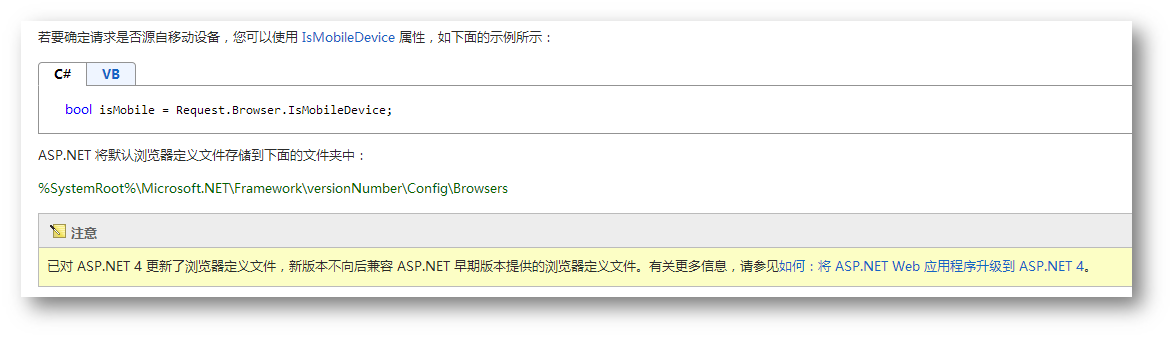 若要确定请求是否源自移动设备，您可以使用 IsMobileDevice 属性，如下面的示例所示：
C# VB
bool isMobile = Request.Browser.IsMobileDevice;
ASP.NET 将默认浏览器定义文件存储到下面的文件夹中：
%SystemRoot%\Microsoft.NET\Framework\versionNumber\Config\Browsers
注意
已对 ASP.NET 4 更新了浏览器定义文件，新版本不向后兼容 ASP.NET 早期版本提供的浏览器定义文件。有关更多信息，请参见如何：将 ASP.NET Web 应用程序升级到 ASP.NET 4。